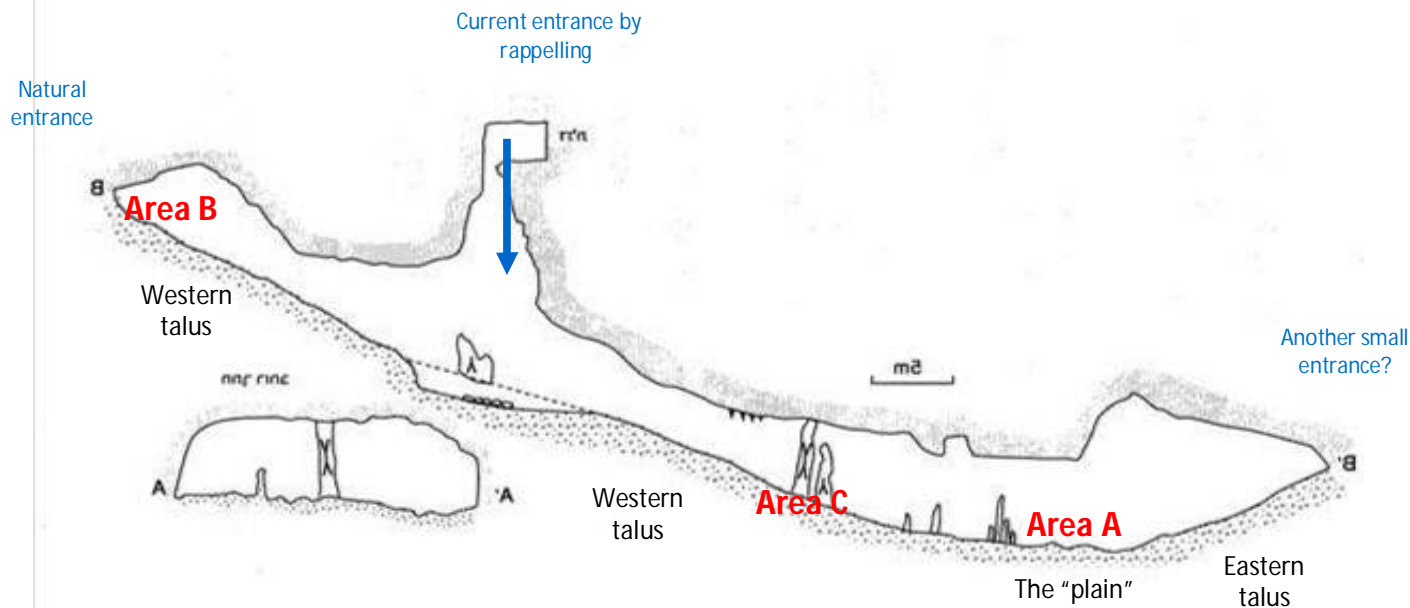 Current entrance by
rappelling
Natural
entrance
B
Area B
Western
talus
Another small
entrance?
5m
B'
A
A'
Western
talus
Area C
Area A
The “plain”
Eastern
talus